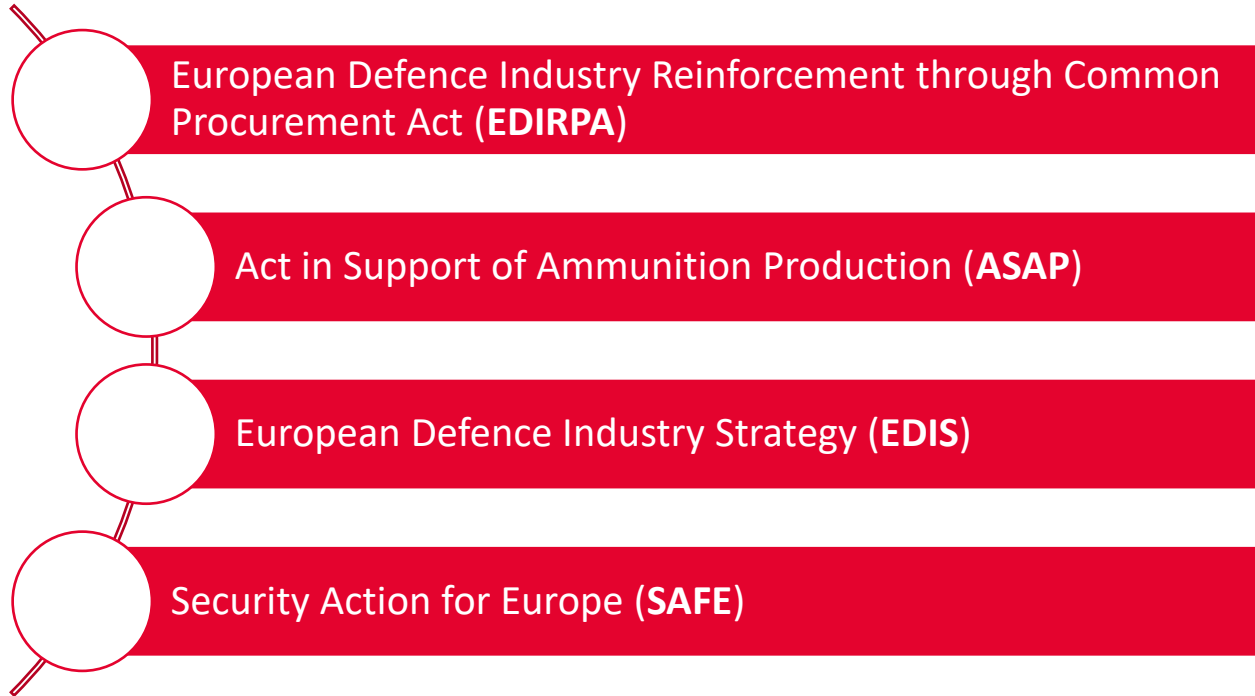 European Defence Industry Reinforcement through Common
Procurement Act (EDIRPA)
Act in Support of Ammunition Production (ASAP)
European Defence Industry Strategy (EDIS)
Security Action for Europe (SAFE)